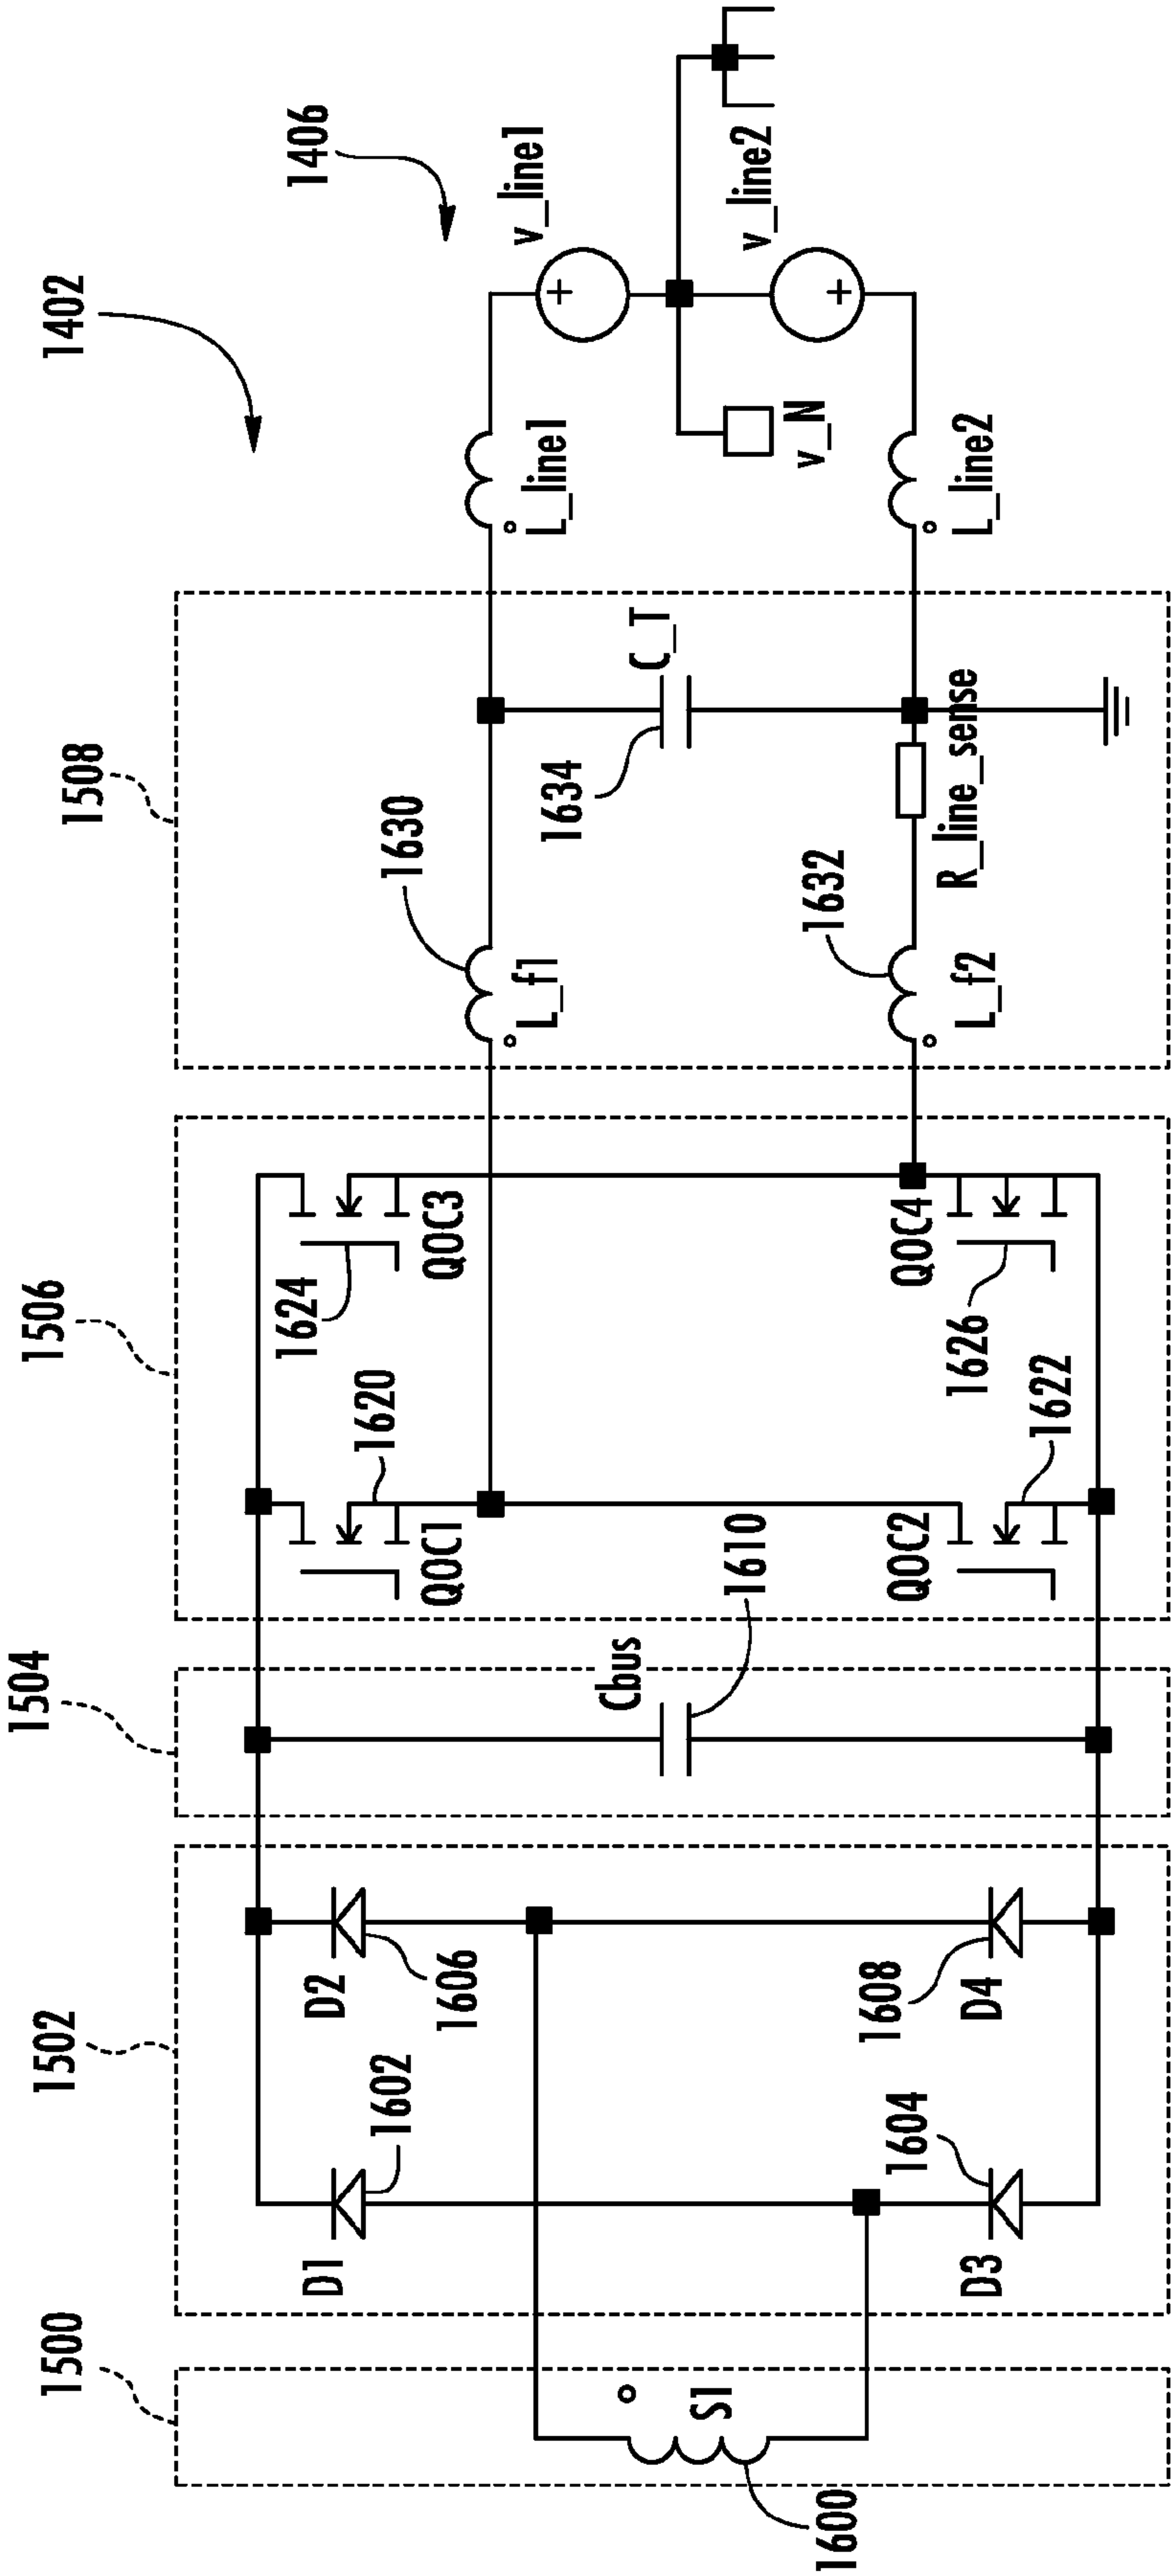 1402
1406
v_line1
v_line2
v_N
L_line1
L_line2
1508
1630
L_f1
1634
C_T
1632
L_f2
R_line_sense
1506
1624
QOC3
1620
QOC1
QOC4
1626
QOC2
1622
1504
Cbus
1610
1502
D2
1606
D1
1602
1608
D4
1604
D3
1500
S1
1600
+
+